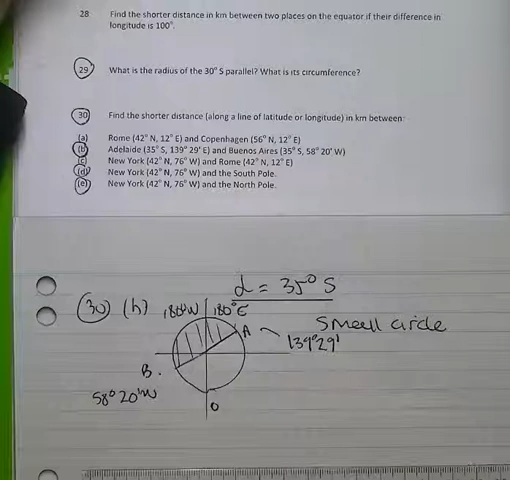 28 Find the shorter distance in km between two places on the equator if their difference in
longitude is 100°.
29 What is the radius of the 30° S parallel? What is its circumference?
30 Find the shorter distance (along a line of latitude or longitude) in km between:
(a) Rome (42° N, 12° E) and Copenhagen (56° N, 12° E)
(b) Adelaide (35° S, 139° 29' E) and Buenos Aires (35° S, 58° 20' W)
(c) New York (42° N, 76° W) and Rome (42° N, 12° E)
(d) New York (42° N, 76° W) and the South Pole.
(e) New York (42° N, 76° W) and the North Pole.
d = 35° S
30 (b) 180°W 180°E
Small circle
A 139°29'
B
58°20'W
0